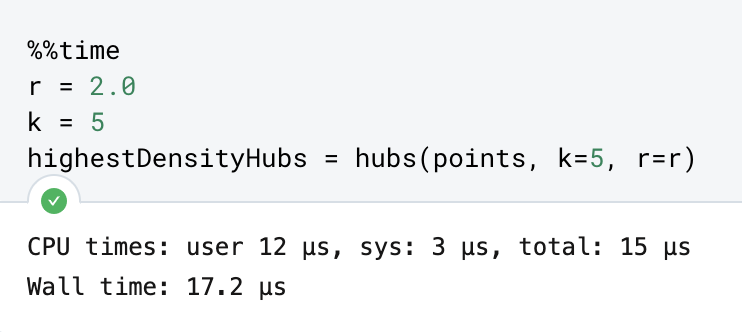 %%time
r = 2.0
k = 5
highestDensityHubs = hubs(points, k=5, r=r)
CPU times: user 12 µs, sys: 3 µs, total: 15 µs
Wall time: 17.2 µs